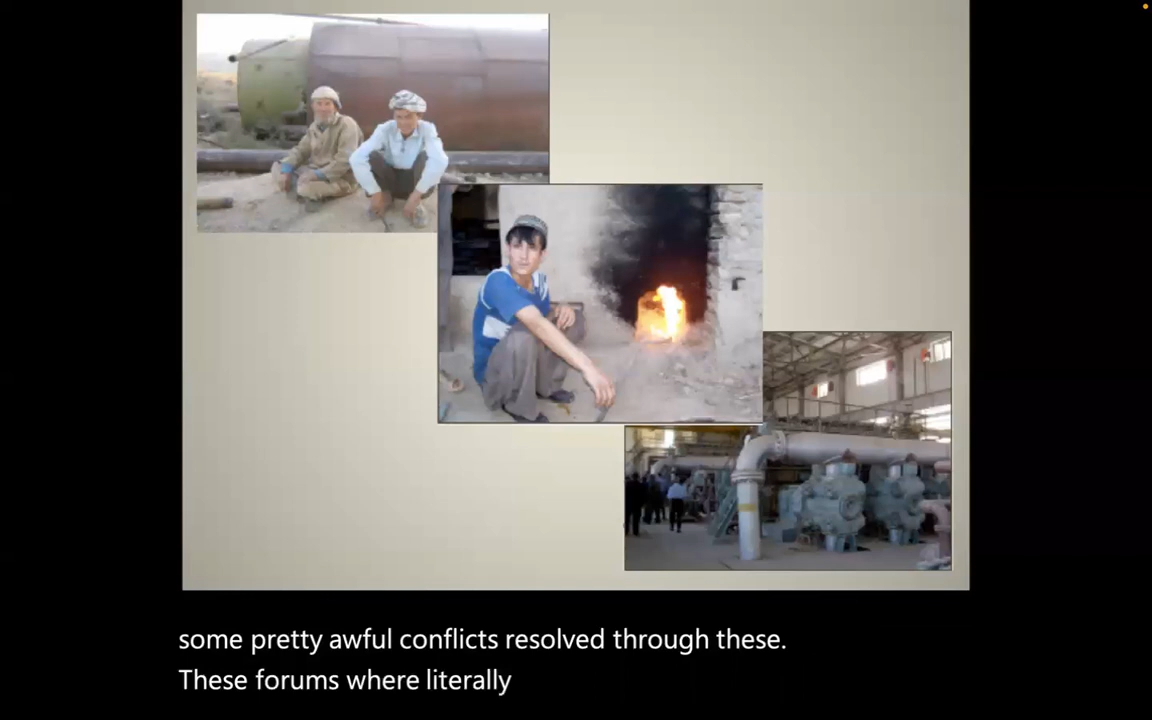 some pretty awful conflicts resolved through these.
These forums where literally